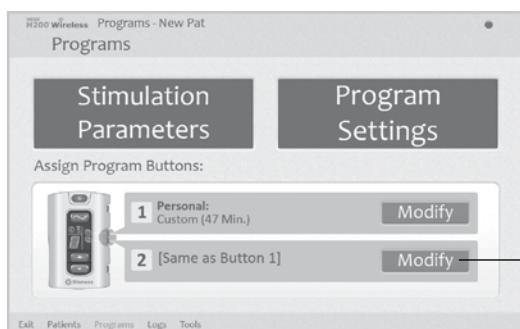 H200 Wireless Programs - New Pat
Programs
Stimulation
Parameters
Program
Settings
Assign Program Buttons:
1 Personal:
Custom (47 Min.)
Modify
2 [Same as Button 1]
Modify
Bioness
Exit Patients Programs Logs Tools